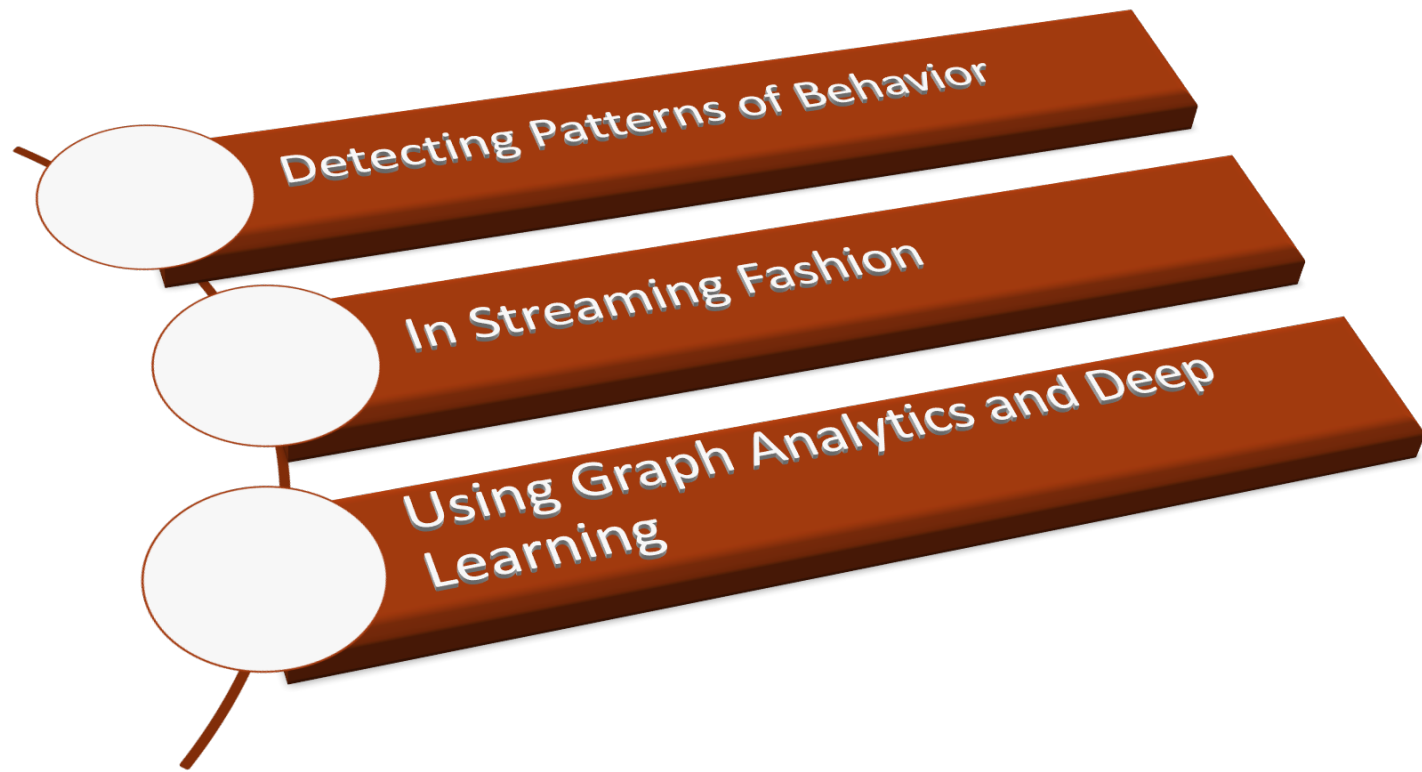 Detecting Patterns of Behavior
In Streaming Fashion
Using Graph Analytics and Deep
Learning